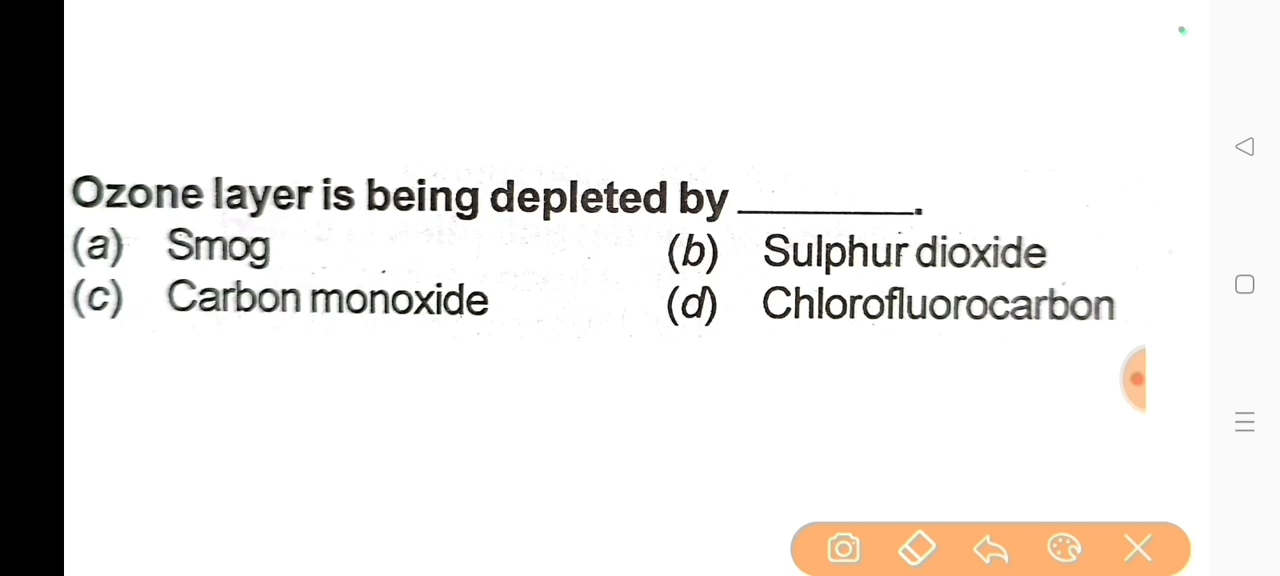 Ozone layer is being depleted by ________.
(a) Smog (b) Sulphur dioxide
(c) Carbon monoxide (d) Chlorofluorocarbon